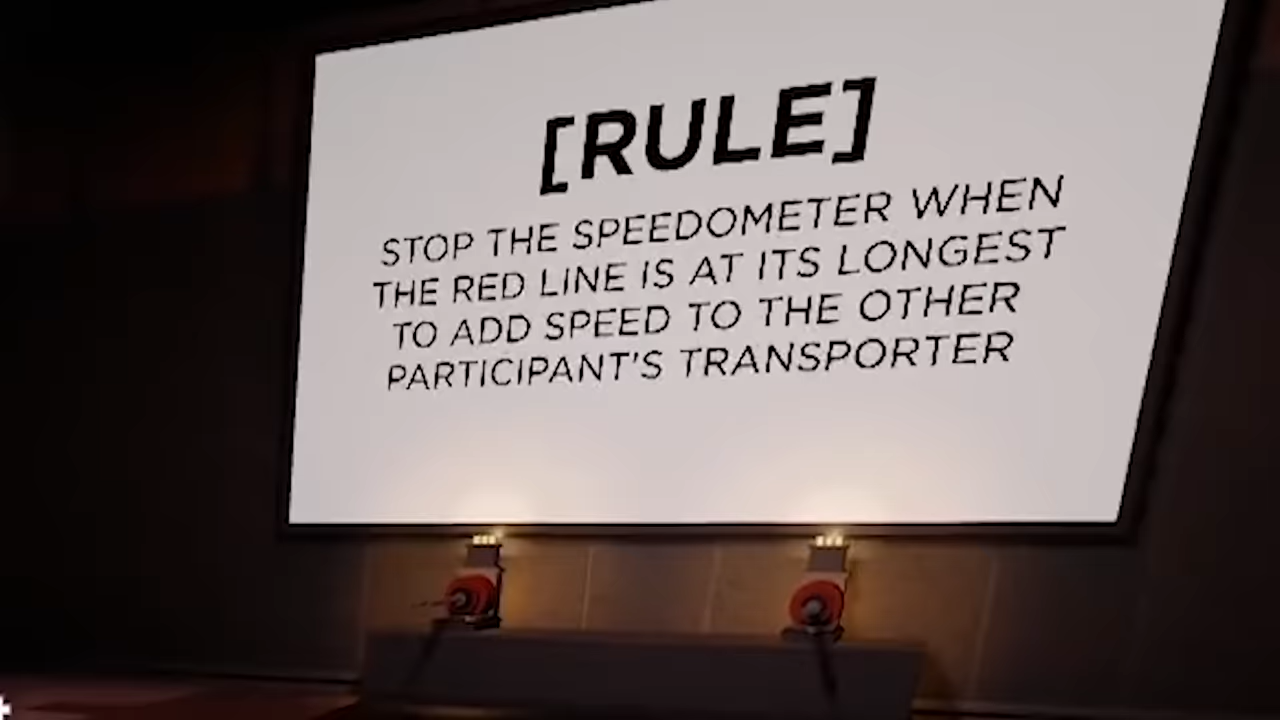 [RULE]
STOP THE SPEEDOMETER WHEN
THE RED LINE IS AT ITS LONGEST
TO ADD SPEED TO THE OTHER
PARTICIPANT'S TRANSPORTER